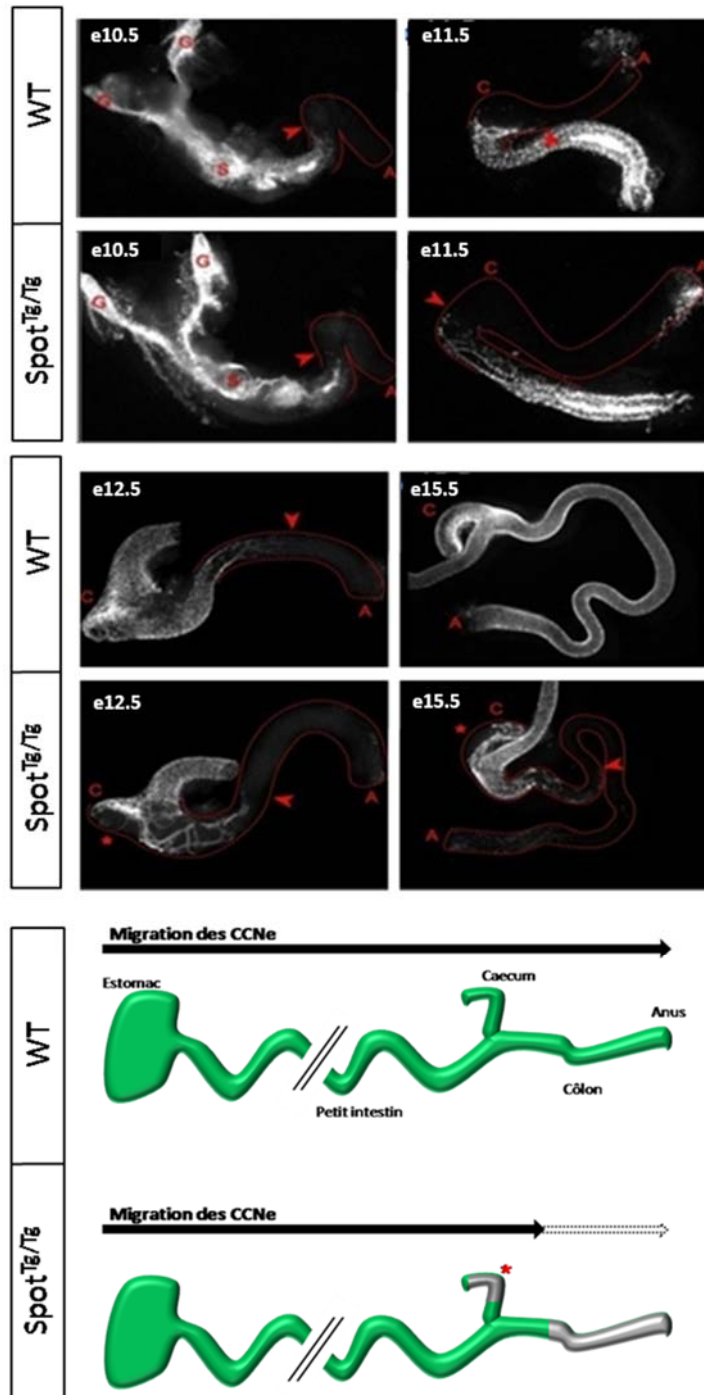 WT
e10.5
G
G
S
A
e11.5
C
A
*
Spot^Tg/Tg
e10.5
G
G
S
A
e11.5
C
A
WT
e12.5
C
A
e15.5
C
A
Spot^Tg/Tg
e12.5
C
*
A
e15.5
*
C
A
WT
Migration des CCNe
Estomac
Caecum
Anus
Petit intestin
Côlon
Spot^Tg/Tg
Migration des CCNe
*